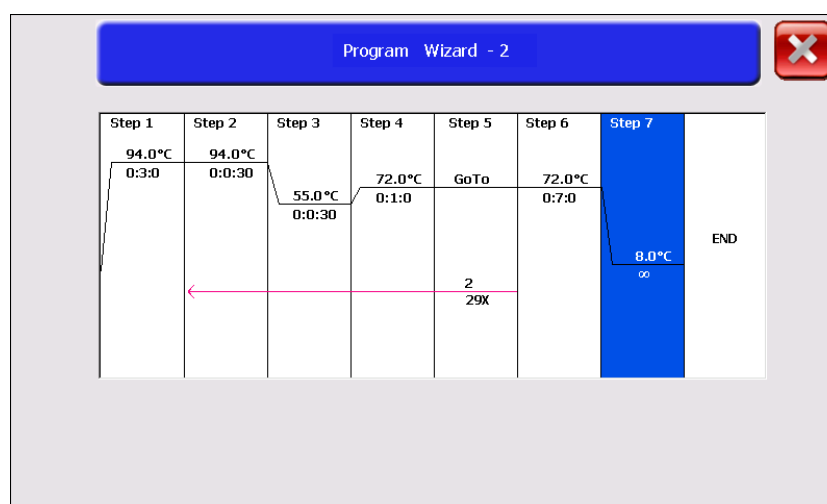 Program Wizard - 2
Step 1 Step 2 Step 3 Step 4 Step 5 Step 6 Step 7
94.0°C 94.0°C 55.0°C 72.0°C GoTo 72.0°C 8.0°C
0:3:0 0:0:30 0:0:30 0:1:0 0:7:0 ∞
END
2
29X